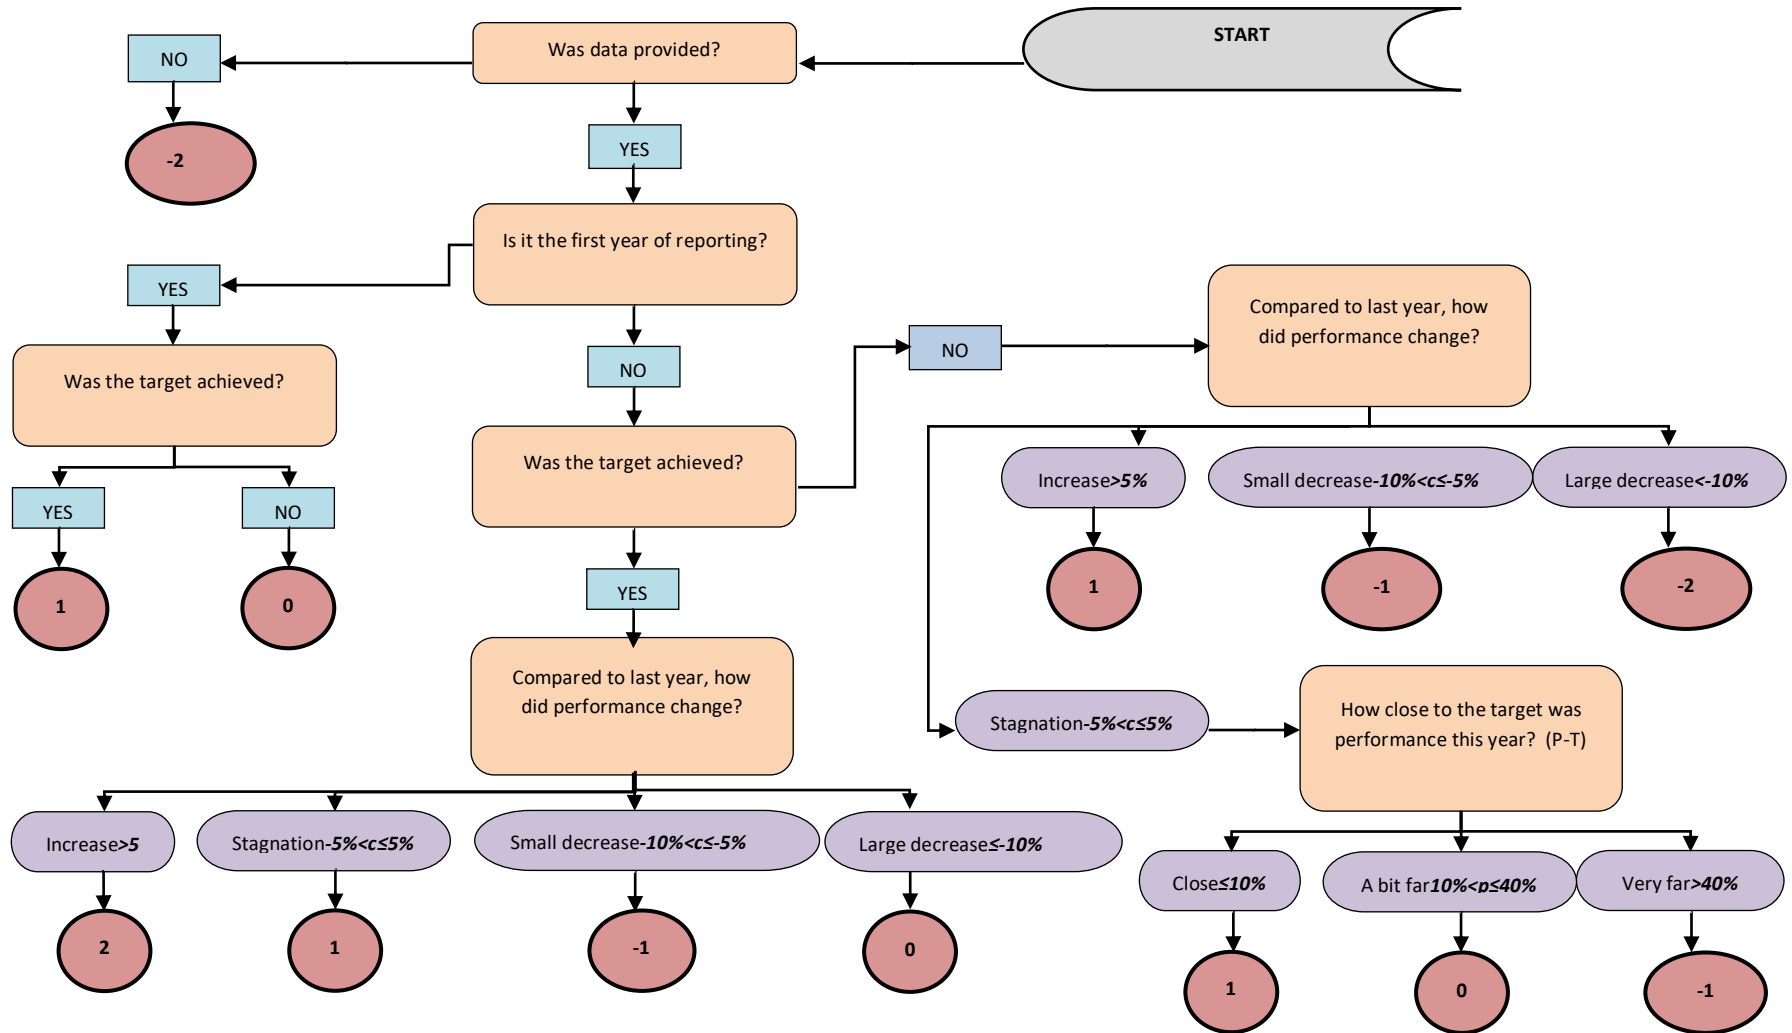 START
Was data provided?
NO
-2
YES
Is it the first year of reporting?
YES
Was the target achieved?
YES
NO
1
0
NO
Was the target achieved?
NO
Compared to last year, how
did performance change?
Increase>5%
Small decrease-10%<c≤-5%
Large decrease<-10%
1
-1
-2
Stagnation-5%<c≤5%
How close to the target was
performance this year? (P-T)
Close≤10%
A bit far10%<p≤40%
Very far>40%
1
0
-1
YES
Compared to last year, how
did performance change?
Increase>5
Stagnation-5%<c≤5%
Small decrease-10%<c≤-5%
Large decrease≤-10%
2
1
-1
0